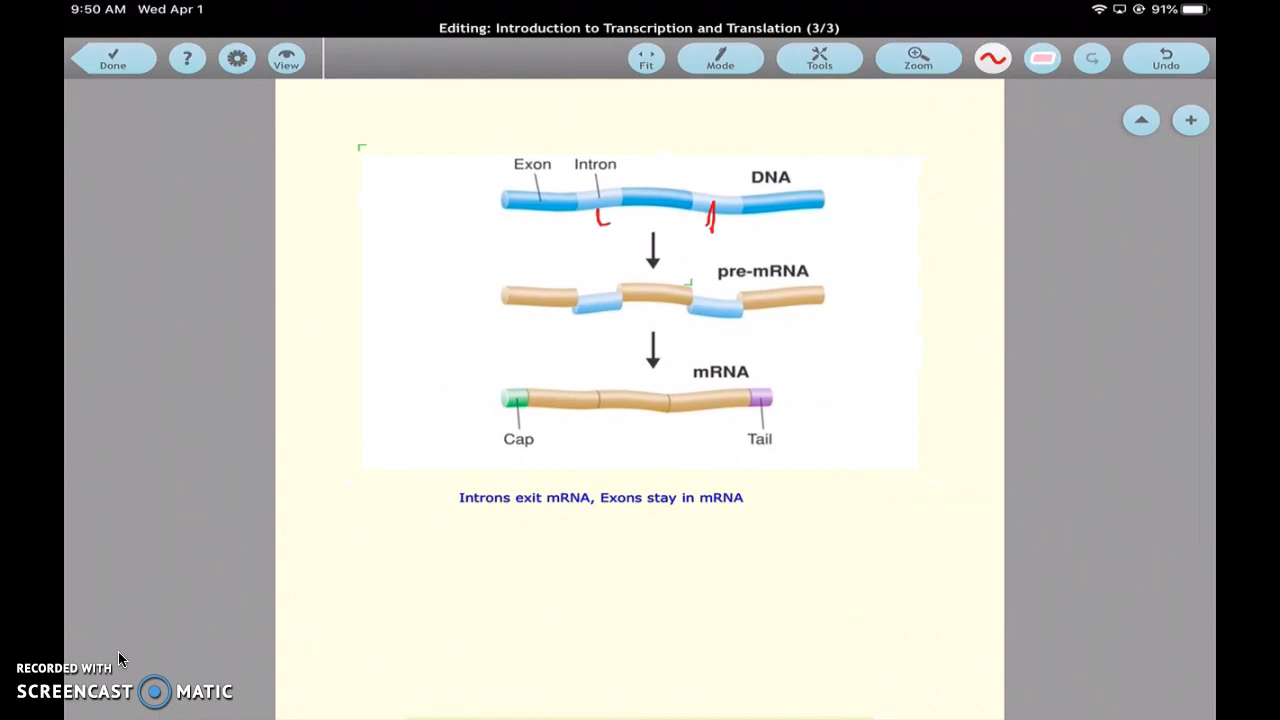 9:50 AM Wed Apr 1
91%
Editing: Introduction to Transcription and Translation (3/3)
Done
?
View
Fit
Mode
Tools
Zoom
Undo
Exon Intron
DNA
pre-mRNA
mRNA
Cap
Tail
Introns exit mRNA, Exons stay in mRNA
RECORDED WITH
SCREENCAST MATIC